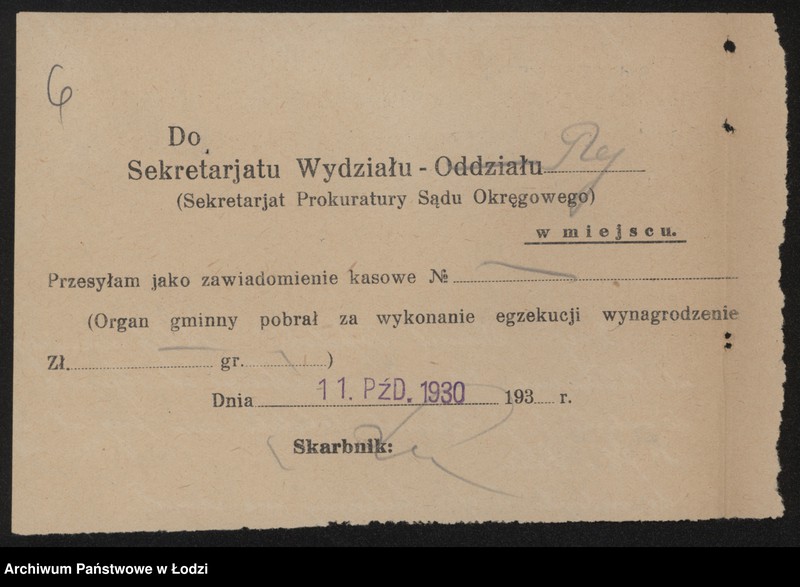 6
Do
Sekretarjatu Wydziału - Oddziału Rej
(Sekretarjat Prokuratury Sądu Okręgowego)
w miejscu.
Przesyłam jako zawiadomienie kasowe №
(Organ gminny pobrał za wykonanie egzekucji wynagrodzenie
Zł. gr. )
Dnia 11. PŹD. 1930 193 r.
Skarbnik:
Archiwum Państwowe w Łodzi